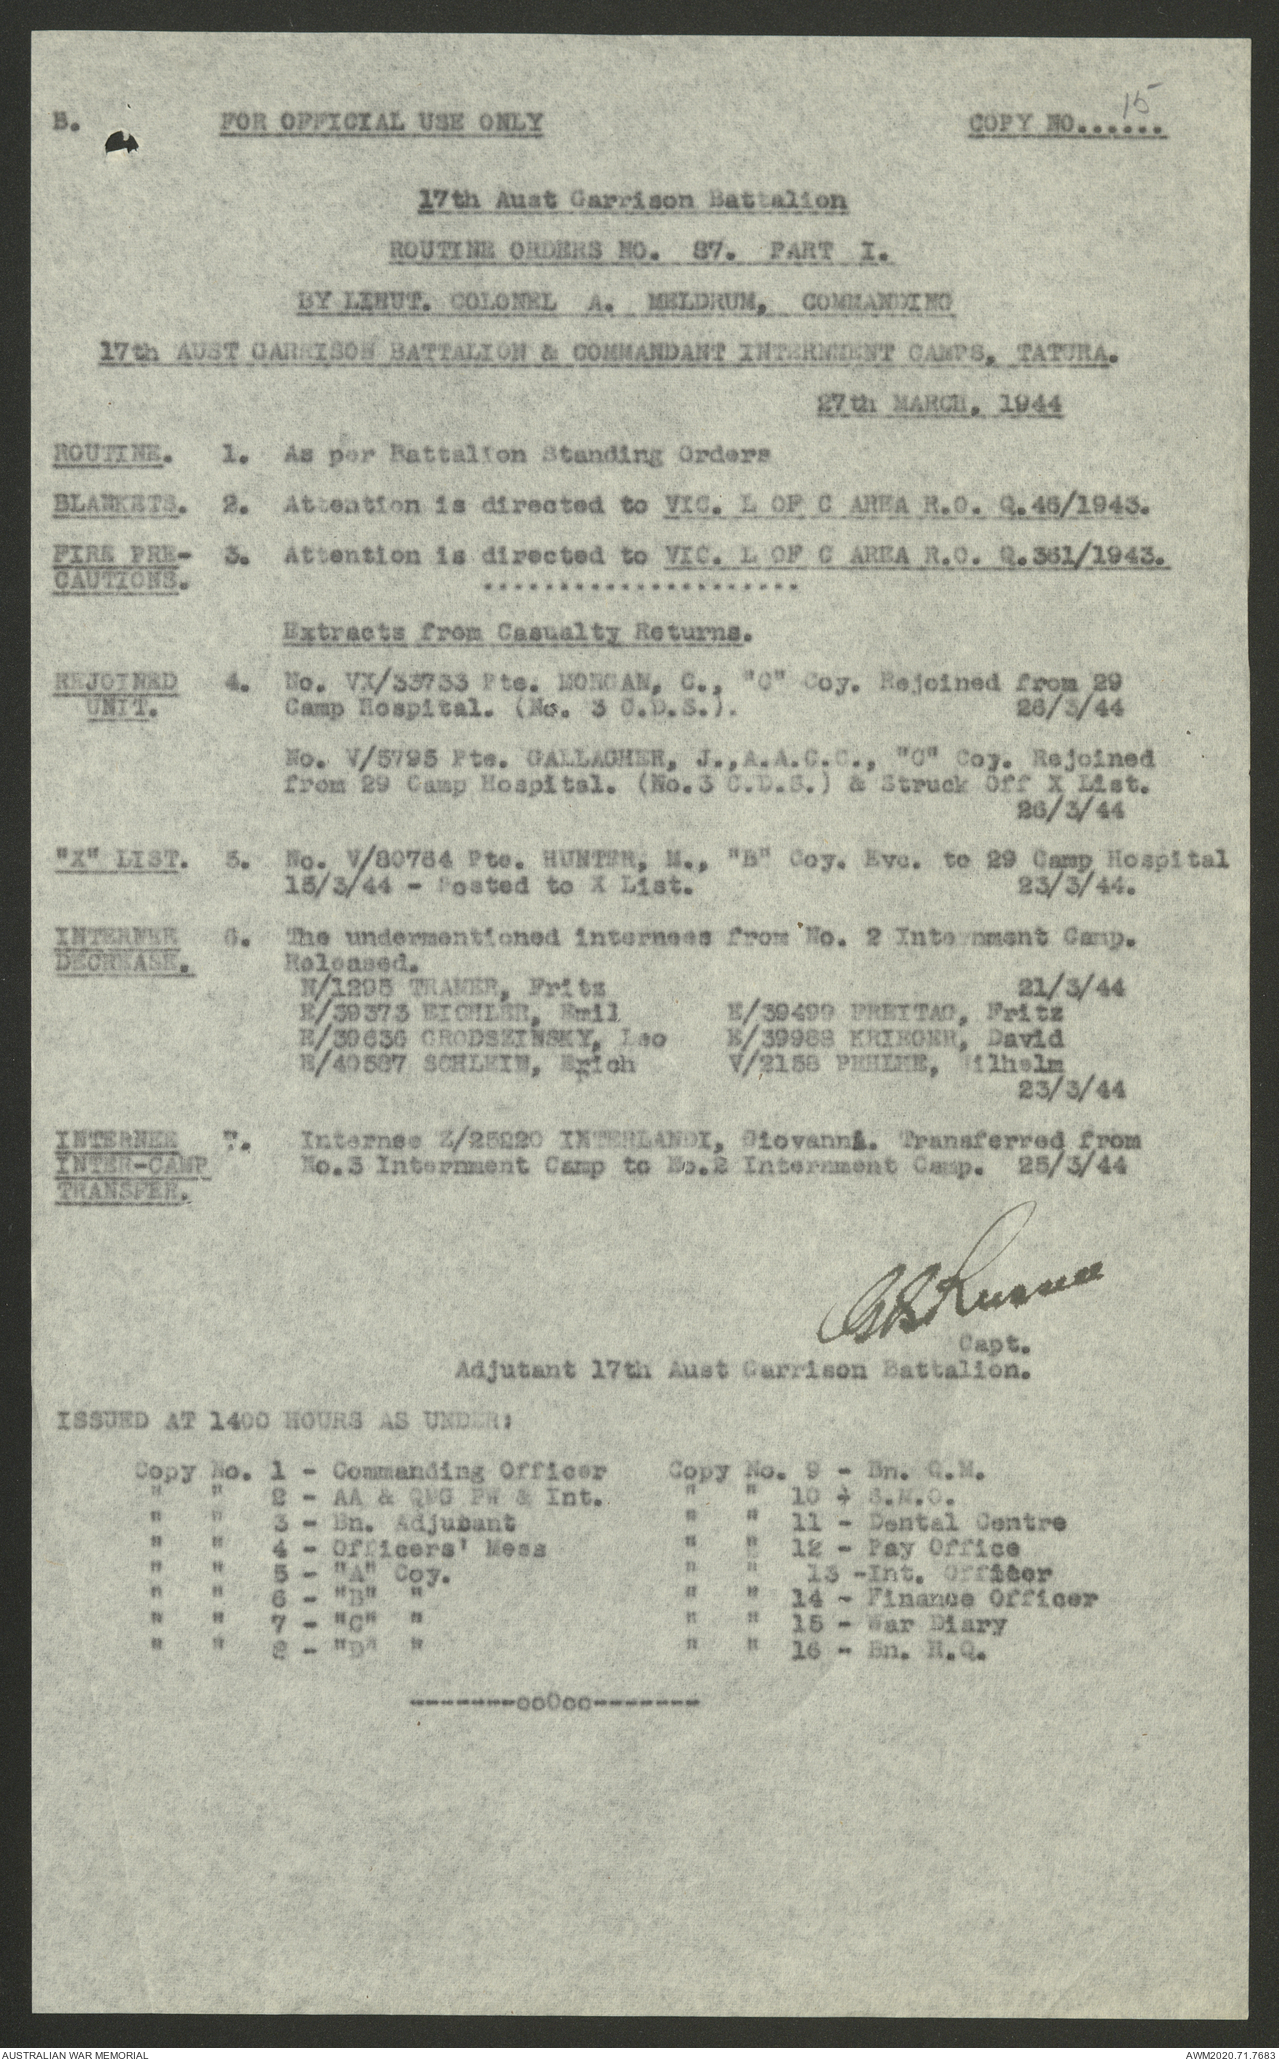 B. FOR OFFICIAL USE ONLY COPY NO...15...
17th Aust Garrison Battalion
ROUTINE ORDERS NO. 87. PART I.
BY LIEUT. COLONEL A. MELDRUM, COMMANDING
17th AUST GARRISON BATTALION & COMMANDANT INTERNMENT CAMPS, TATURA.
27th MARCH, 1944
ROUTINE. 1. As per Battalion Standing Orders
BLANKETS. 2. Attention is directed to VIC. L OF C AREA R.O. Q.46/1943.
FIRE PRE- 3. Attention is directed to VIC. L OF C AREA R.O. Q.361/1943.
CAUTIONS. .....................
Extracts from Casualty Returns.
REJOINED 4. No. VX/33733 Pte. MORGAN, C., "C" Coy. Rejoined from 29
UNIT. Camp Hospital. (No. 3 C.D.S.). 26/3/44
No. V/5795 Pte. GALLAGHER, J.,A.A.C.C., "C" Coy. Rejoined
from 29 Camp Hospital. (No.3 C.D.S.) & Struck Off X List.
26/3/44
"X" LIST. 5. No. V/80764 Pte. HUNTER, M., "B" Coy. Evc. to 29 Camp Hospital
15/3/44 - Posted to X List. 23/3/44.
INTERNEE 6. The undermentioned internees from No. 2 Internment Camp.
DECREASE. Released.
N/1295 TRAMER, Fritz 21/3/44
E/39373 EICHLER, Emil E/39499 FREITAG, Fritz
E/39636 GRODSZINSKY, Leo E/39988 KRIEGER, David
E/40587 SCHLEIN, Erich V/2158 PEHLKE, Wilhelm
23/3/44
INTERNEE 7. Internee Z/25220 INTERLANDI, Giovanni. Transferred from
INTER-CAMP No.3 Internment Camp to No.2 Internment Camp. 25/3/44
TRANSFER.
Capt.
Adjutant 17th Aust Garrison Battalion.
ISSUED AT 1400 HOURS AS UNDER:
Copy No. 1 - Commanding Officer Copy No. 9 - Bn. Q.M.
" " 2 - AA & QMG PW & Int. " " 10 - S.M.O.
" " 3 - Bn. Adjutant " " 11 - Dental Centre
" " 4 - Officers' Mess " " 12 - Pay Office
" " 5 - "A" Coy. " " 13 -Int. Officer
" " 6 - "B" " " " 14 - Finance Officer
" " 7 - "C" " " " 15 - War Diary
" " 8 - "D" " " " 16 - Bn. H.Q.
-------ooOoo-------
AUSTRALIAN WAR MEMORIAL AWM2020.71.7683